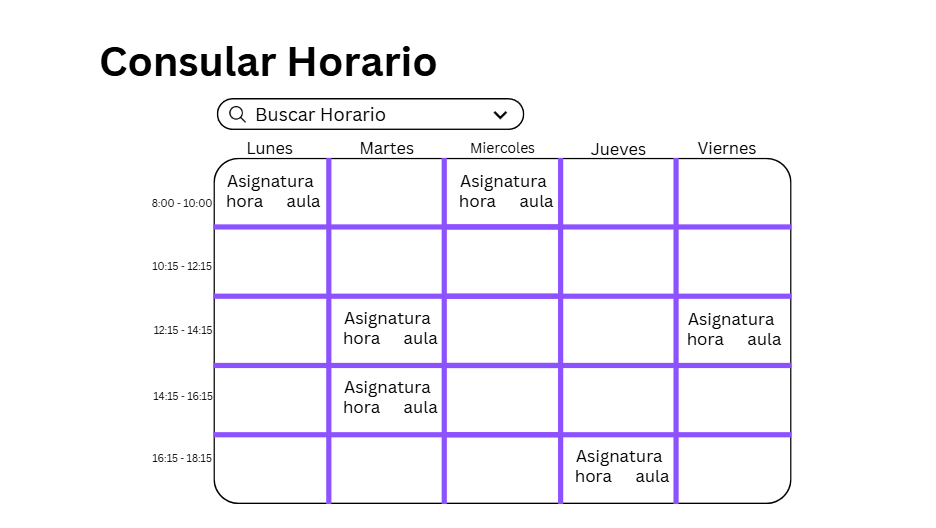 Consular Horario
Buscar Horario
Lunes Martes Miercoles Jueves Viernes
8:00 - 10:00 Asignatura Asignatura
hora aula hora aula
10:15 - 12:15
12:15 - 14:15 Asignatura Asignatura
hora aula hora aula
14:15 - 16:15 Asignatura
hora aula
16:15 - 18:15 Asignatura
hora aula